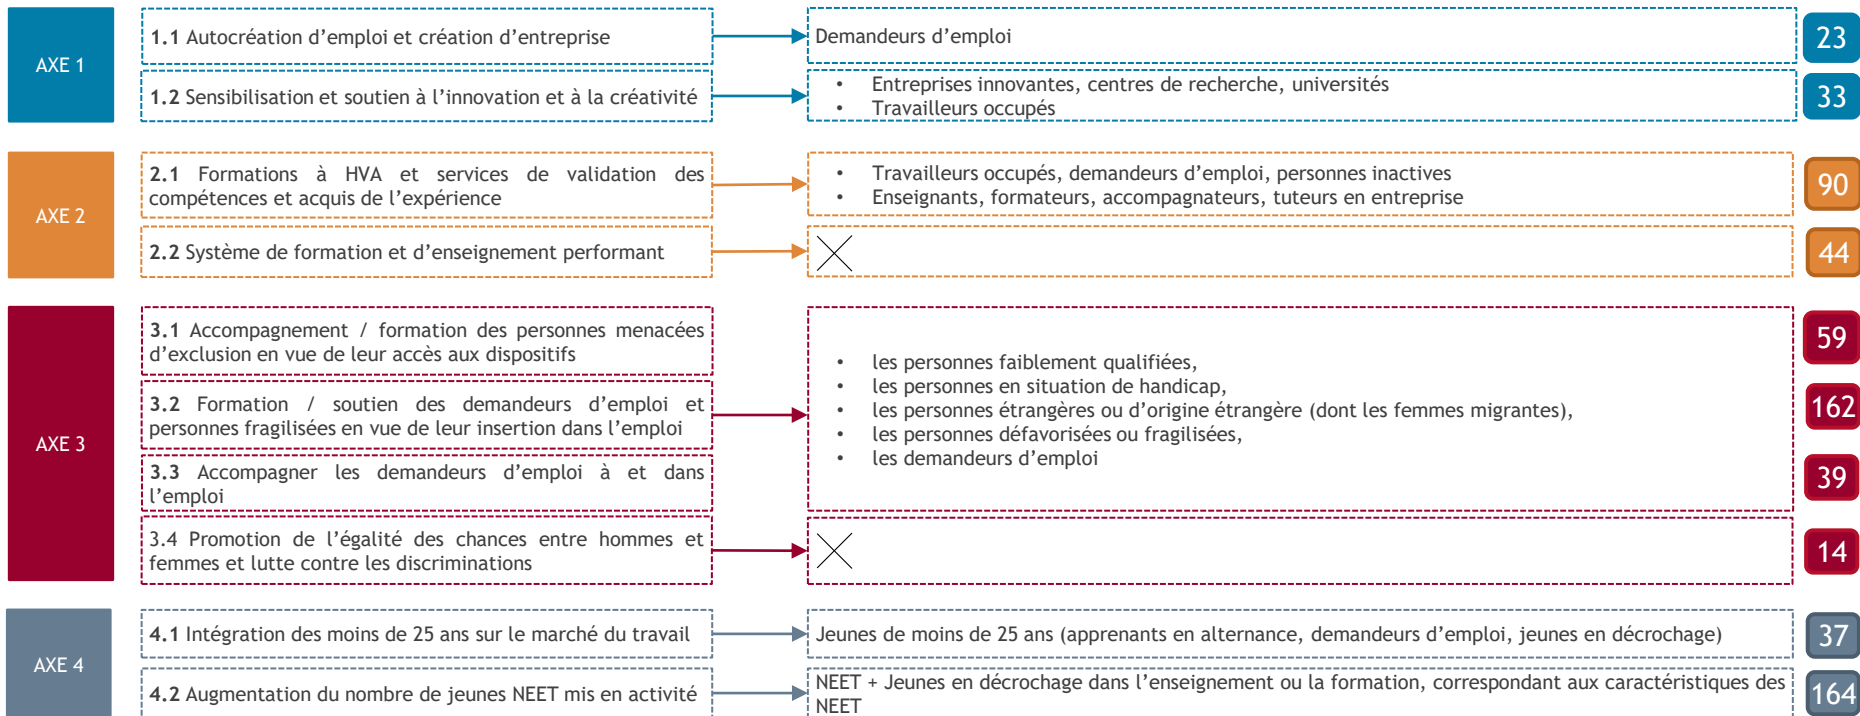 AXE 1
1.1 Autocréation d’emploi et création d’entreprise
Demandeurs d’emploi
23
1.2 Sensibilisation et soutien à l’innovation et à la créativité
• Entreprises innovantes, centres de recherche, universités
• Travailleurs occupés
33
AXE 2
2.1 Formations à HVA et services de validation des
compétences et acquis de l’expérience
• Travailleurs occupés, demandeurs d’emploi, personnes inactives
• Enseignants, formateurs, accompagnateurs, tuteurs en entreprise
90
2.2 Système de formation et d’enseignement performant
44
AXE 3
3.1 Accompagnement / formation des personnes menacées
d’exclusion en vue de leur accès aux dispositifs
3.2 Formation / soutien des demandeurs d’emploi et
personnes fragilisées en vue de leur insertion dans l’emploi
3.3 Accompagner les demandeurs d’emploi à et dans
l’emploi
• les personnes faiblement qualifiées,
• les personnes en situation de handicap,
• les personnes étrangères ou d’origine étrangère (dont les femmes migrantes),
• les personnes défavorisées ou fragilisées,
• les demandeurs d’emploi
59
162
39
3.4 Promotion de l’égalité des chances entre hommes et
femmes et lutte contre les discriminations
14
AXE 4
4.1 Intégration des moins de 25 ans sur le marché du travail
Jeunes de moins de 25 ans (apprenants en alternance, demandeurs d’emploi, jeunes en décrochage)
37
4.2 Augmentation du nombre de jeunes NEET mis en activité
NEET + Jeunes en décrochage dans l’enseignement ou la formation, correspondant aux caractéristiques des
NEET
164